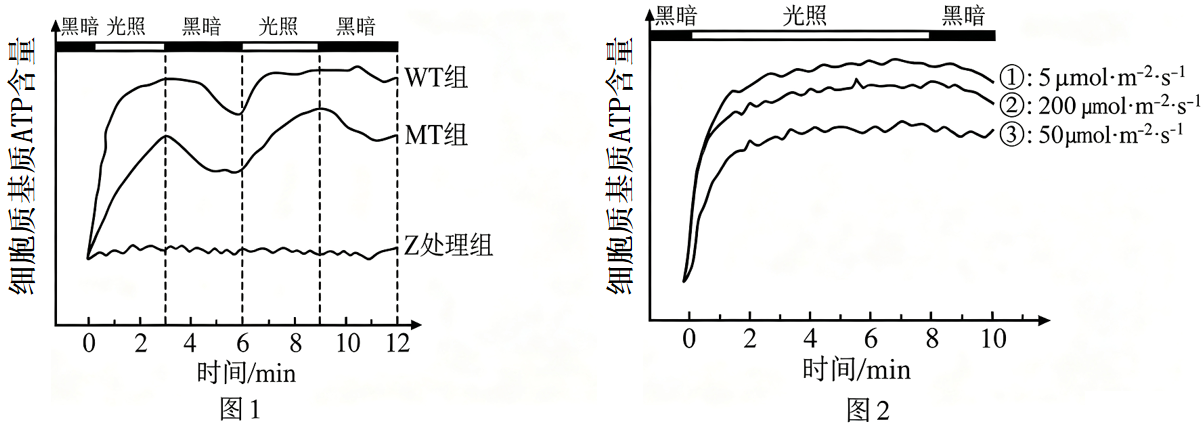 黑暗 光照 黑暗 光照 黑暗
细胞质基质ATP含量
WT组
MT组
Z处理组
0 2 4 6 8 10 12
时间/min
图1
黑暗 光照 黑暗
细胞质基质ATP含量
①: 5 μmol·m⁻²·s⁻¹
②: 200 μmol·m⁻²·s⁻¹
③: 50μmol·m⁻²·s⁻¹
0 2 4 6 8 10
时间/min
图2